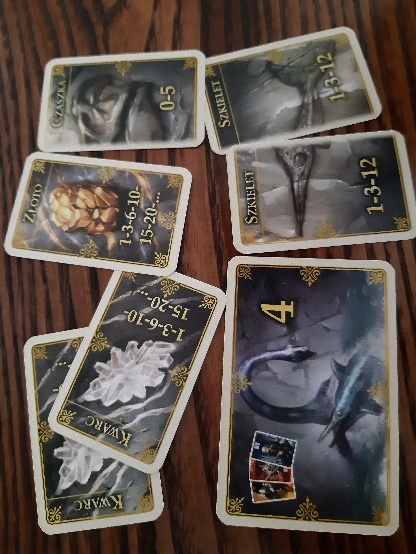 Czaszka
0-5
Szkielet
1-3-12
Złoto
1-3-6-10-
15-20-...
Szkielet
1-3-12
1-3-6-10-
15-20-...
Kwarc
4
Kwarc